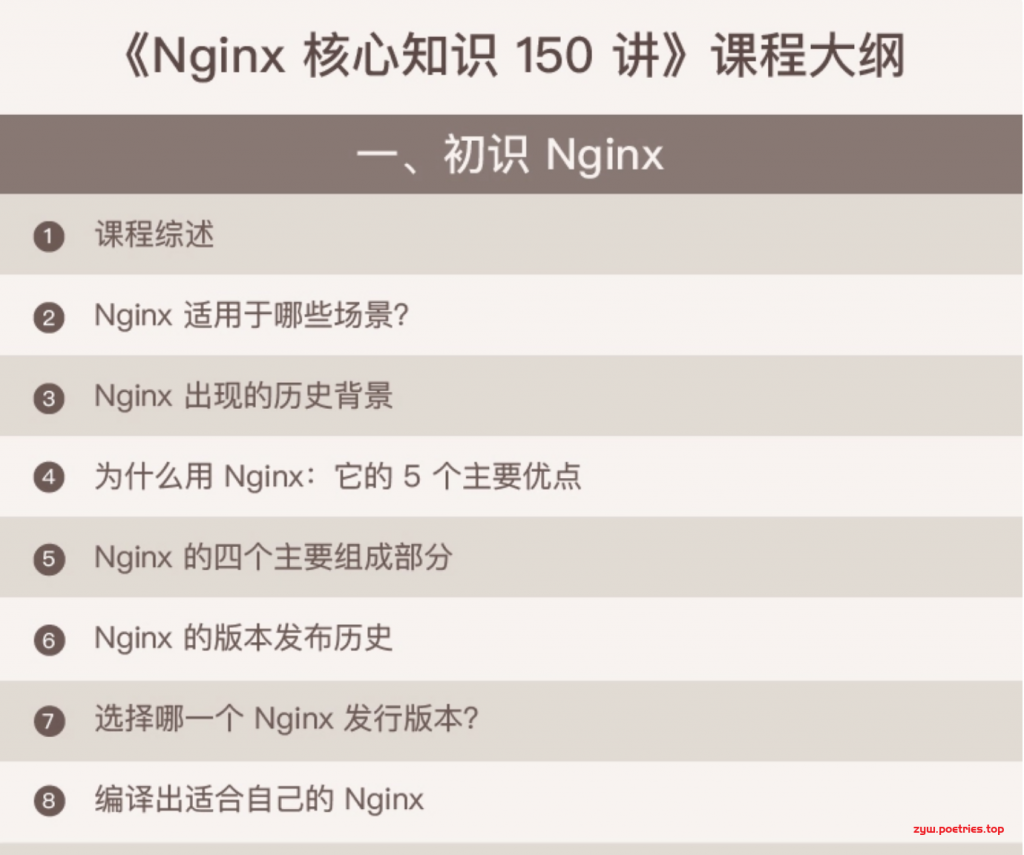 《Nginx 核心知识 150 讲》课程大纲
一、初识 Nginx
1 课程综述
2 Nginx 适用于哪些场景?
3 Nginx 出现的历史背景
4 为什么用 Nginx：它的 5 个主要优点
5 Nginx 的四个主要组成部分
6 Nginx 的版本发布历史
7 选择哪一个 Nginx 发行版本?
8 编译出适合自己的 Nginx
zyw.poetries.top